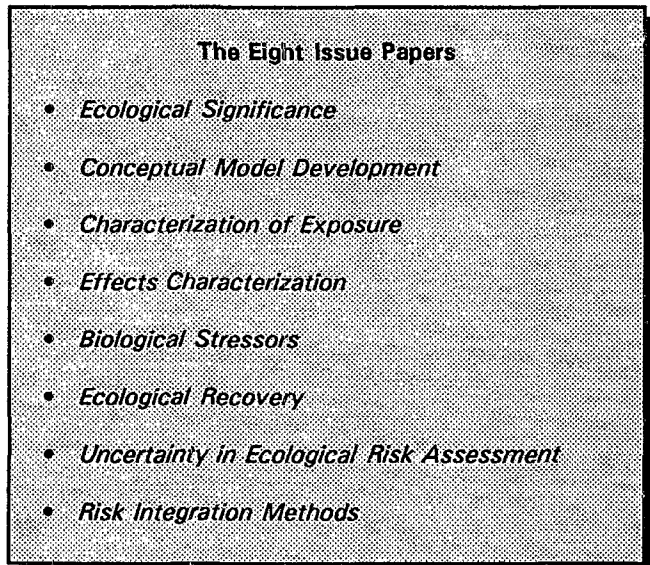 The Eight Issue Papers
• Ecological Significance
• Conceptual Model Development
• Characterization of Exposure
• Effects Characterization
• Biological Stressors
• Ecological Recovery
• Uncertainty in Ecological Risk Assessment
• Risk Integration Methods